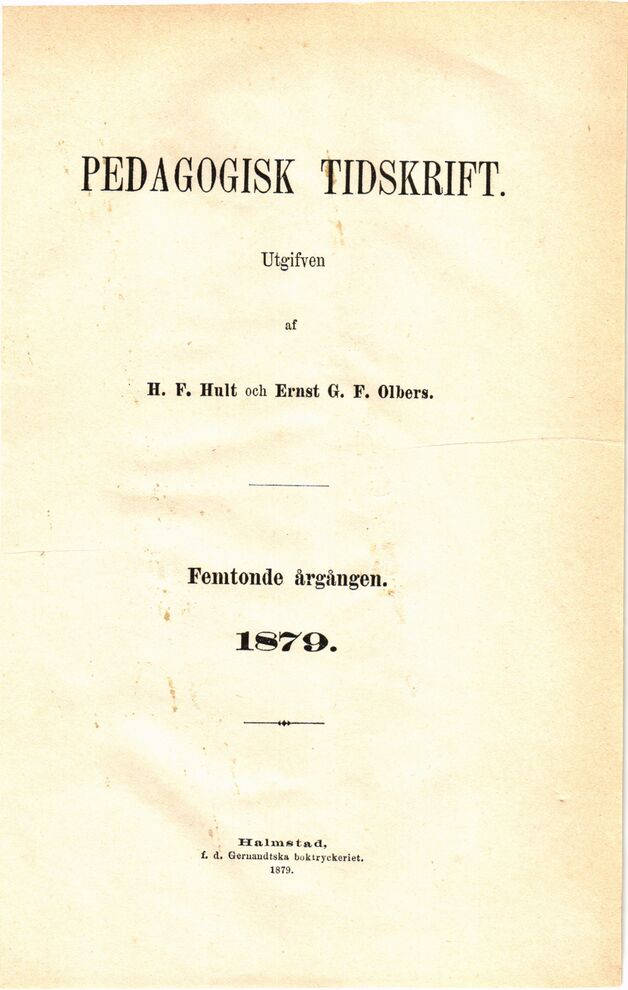 PEDAGOGISK TIDSKRIFT.
Utgifven
af
H. F. Hult och Ernst G. F. Olbers.
Femtonde årgången.
1879.
Halmstad,
f. d. Gernandtska boktryckeriet.
1879.